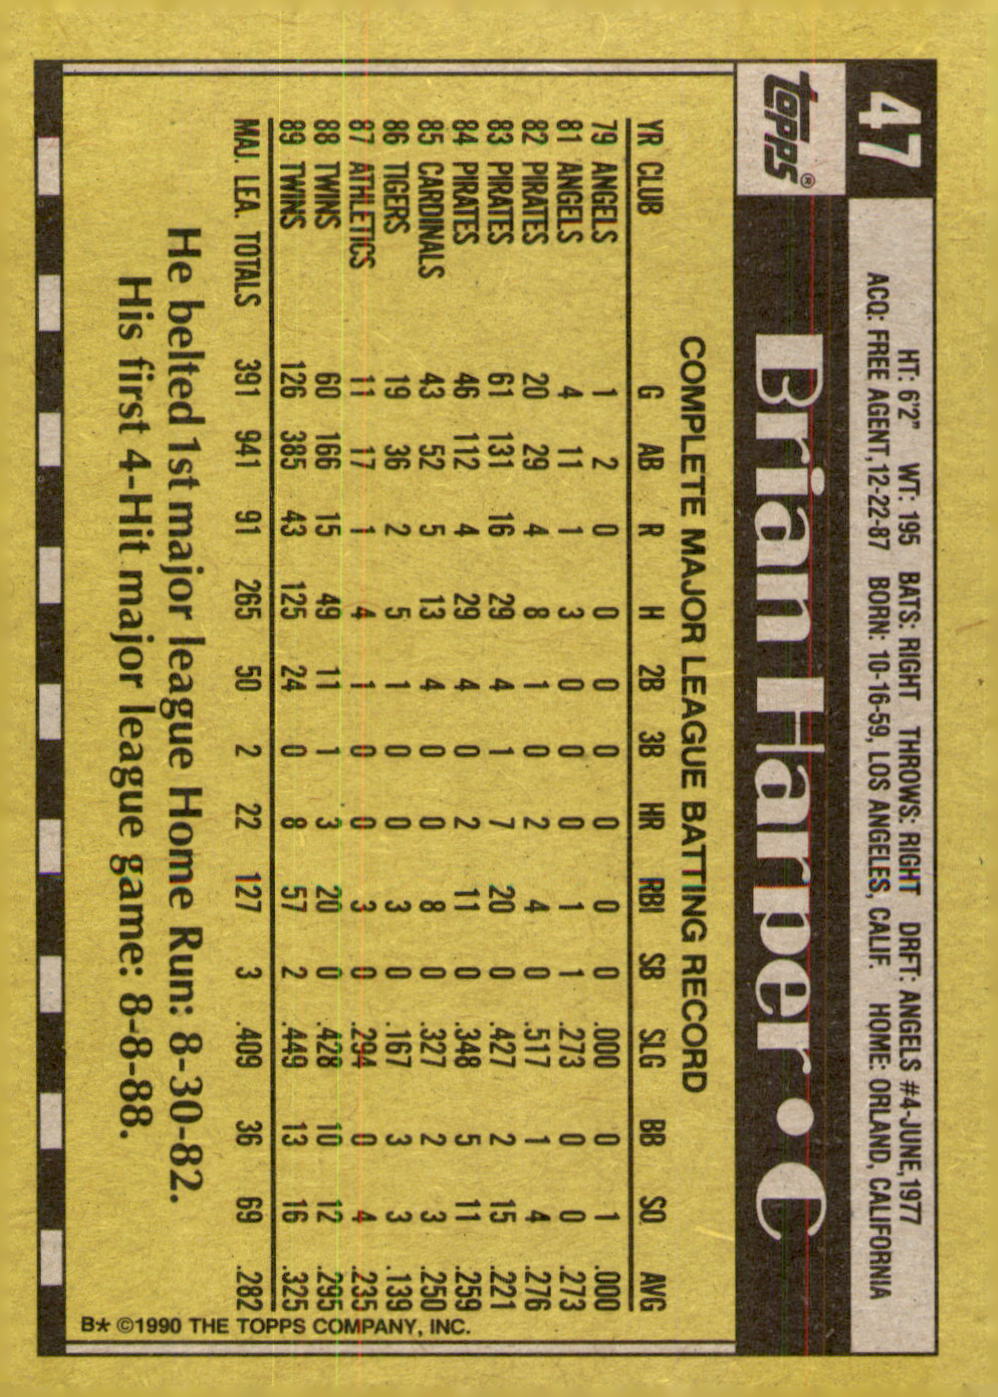 47
HT: 6'2" WT: 195 BATS: RIGHT THROWS: RIGHT DRFT: ANGELS #4-JUNE, 1977
ACQ: FREE AGENT, 12-22-87 BORN: 10-16-59, LOS ANGELES, CALIF. HOME: ORLAND, CALIFORNIA
TOPPS®
Brian Harper • C
COMPLETE MAJOR LEAGUE BATTING RECORD
YR CLUB G AB R H 2B 3B HR RBI SB SLG BB SO AVG
79 ANGELS 1 2 0 0 0 0 0 0 0 .000 0 1 .000
81 ANGELS 4 11 1 3 0 0 0 1 1 .273 0 0 .273
82 PIRATES 20 29 4 8 1 0 2 4 0 .517 1 4 .276
83 PIRATES 61 131 16 29 4 1 7 20 0 .427 2 15 .221
84 PIRATES 46 112 4 29 4 0 2 11 0 .348 5 11 .259
85 CARDINALS 43 52 5 13 4 0 0 8 0 .327 2 3 .250
86 TIGERS 19 36 2 5 1 0 0 3 0 .167 3 3 .139
87 ATHLETICS 11 17 1 4 1 0 0 3 0 .294 0 4 .235
88 TWINS 60 166 15 49 11 1 3 20 0 .428 10 12 .295
89 TWINS 126 385 43 125 24 0 8 57 2 .449 13 16 .325
MAJ. LEA. TOTALS 391 941 91 265 50 2 22 127 3 .409 36 69 .282
He belted 1st major league Home Run: 8-30-82.
His first 4-Hit major league game: 8-8-88.
B* ©1990 THE TOPPS COMPANY, INC.